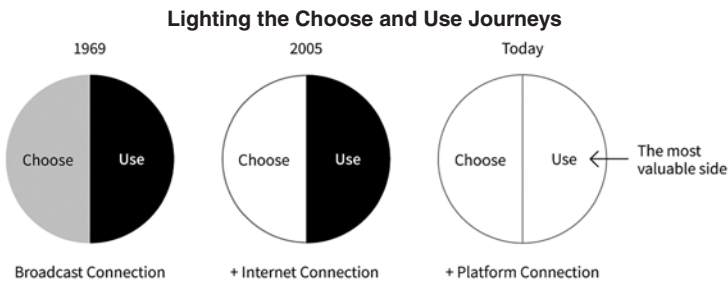 Lighting the Choose and Use Journeys
1969
2005
Today
Choose
Use
Choose
Use
Choose
Use
The most
valuable side
Broadcast Connection
+ Internet Connection
+ Platform Connection